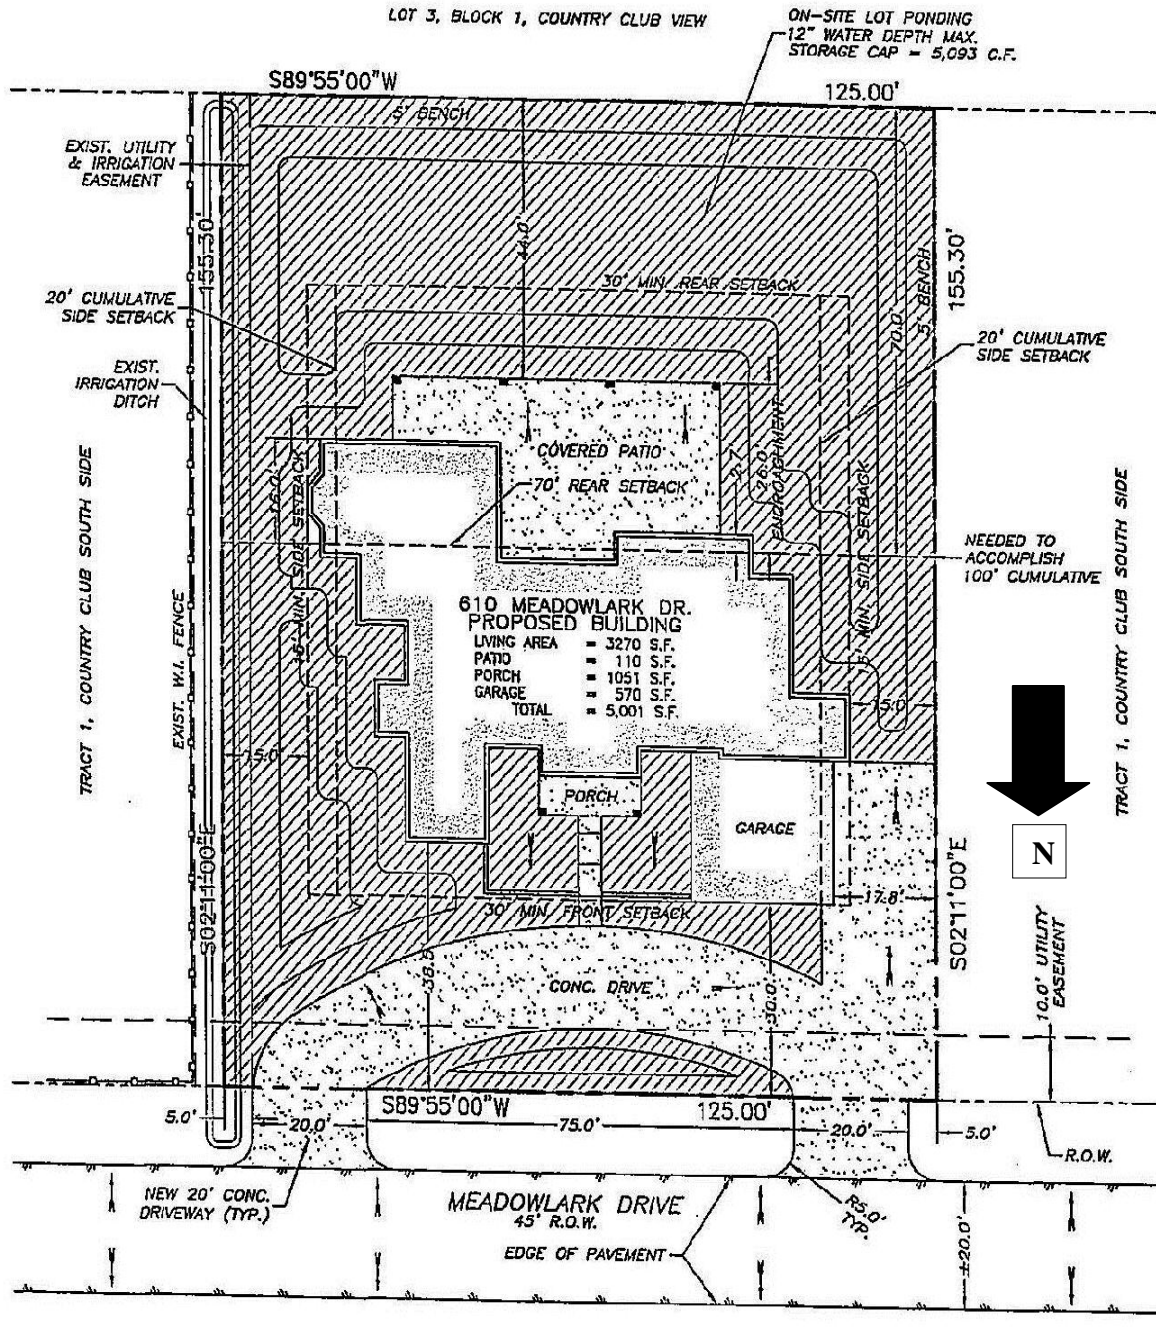 LOT 3, BLOCK 1, COUNTRY CLUB VIEW
ON-SITE LOT PONDING
12" WATER DEPTH MAX.
STORAGE CAP = 5,093 C.F.
S89°55'00"W
125.00'
5' BENCH
EXIST. UTILITY
& IRRIGATION
EASEMENT
155.30'
44.0'
5' BENCH
155.30'
30' MIN. REAR SETBACK
20' CUMULATIVE
SIDE SETBACK
70.0'
20' CUMULATIVE
SIDE SETBACK
EXIST.
IRRIGATION
DITCH
COVERED PATIO
70' REAR SETBACK
16.0'
15' MIN. SIDE SETBACK
26.0'
ENCROACHMENT
15' MIN. SIDE SETBACK
NEEDED TO
ACCOMPLISH
100' CUMULATIVE
TRACT 1, COUNTRY CLUB SOUTH SIDE
EXIST. W.I. FENCE
TRACT 1, COUNTRY CLUB SOUTH SIDE
610 MEADOWLARK DR.
PROPOSED BUILDING
LIVING AREA = 3270 S.F.
PATIO = 110 S.F.
PORCH = 1051 S.F.
GARAGE = 570 S.F.
TOTAL = 5,001 S.F.
15.0'
15.0'
PORCH
GARAGE
N
17.8'
30' MIN. FRONT SETBACK
S02°11'00"E
S02°11'00"E
38.5'
CONC. DRIVE
30.0'
10.0' UTILITY
EASEMENT
S89°55'00"W
125.00'
5.0'
20.0'
75.0'
20.0'
5.0'
R.O.W.
NEW 20' CONC.
DRIVEWAY (TYP.)
MEADOWLARK DRIVE
45' R.O.W.
R5.0'
TYP.
EDGE OF PAVEMENT
±20.0'